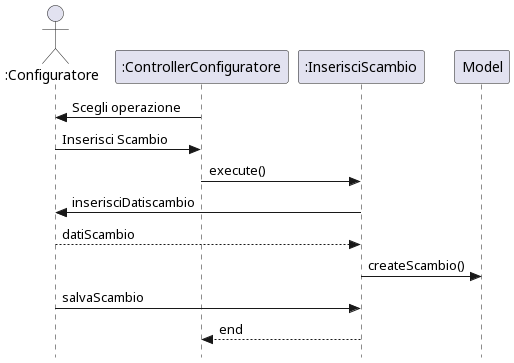 :Configuratore
:ControllerConfiguratore
:InserisciScambio
Model
Scegli operazione
Inserisci Scambio
execute()
inserisciDatiscambio
datiScambio
createScambio()
salvaScambio
end